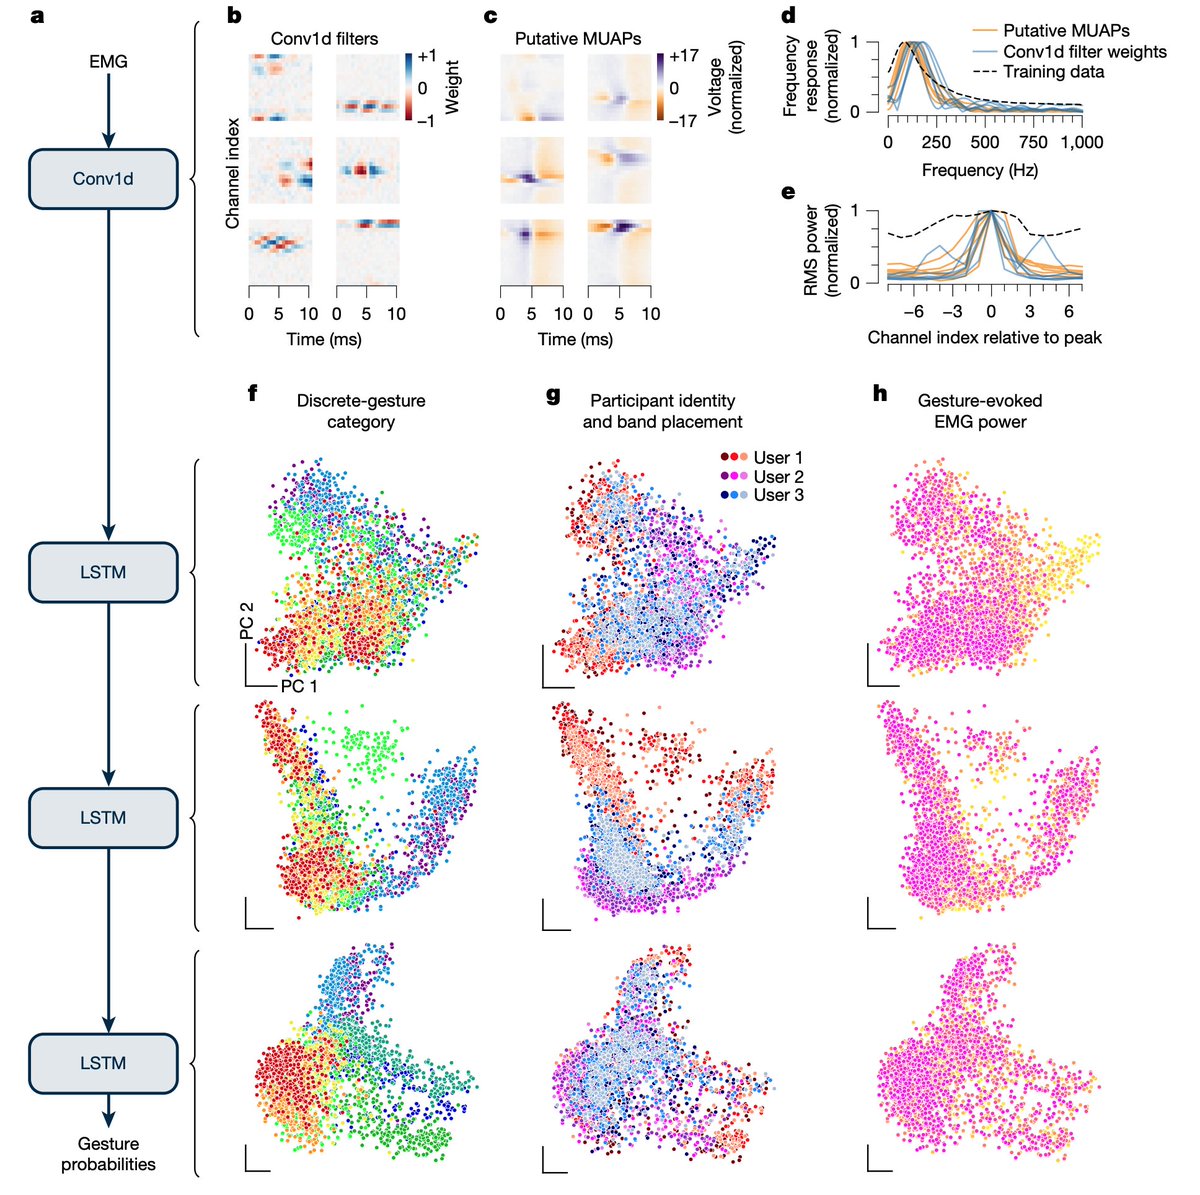 a
EMG
Conv1d
LSTM
LSTM
LSTM
Gesture
probabilities
b
Conv1d filters
Channel index
+1
0
−1
Weight
0 5 10
0 5 10
Time (ms)
c
Putative MUAPs
+17
0
−17
Voltage
(normalized)
0 5 10
0 5 10
Time (ms)
d
Frequency
response
(normalized)
1
0
Putative MUAPs
Conv1d filter weights
Training data
0 250 500 750 1,000
Frequency (Hz)
e
RMS power
(normalized)
1
0
−6 −3 0 3 6
Channel index relative to peak
f
Discrete-gesture
category
PC 2
PC 1
g
Participant identity
and band placement
User 1
User 2
User 3
h
Gesture-evoked
EMG power